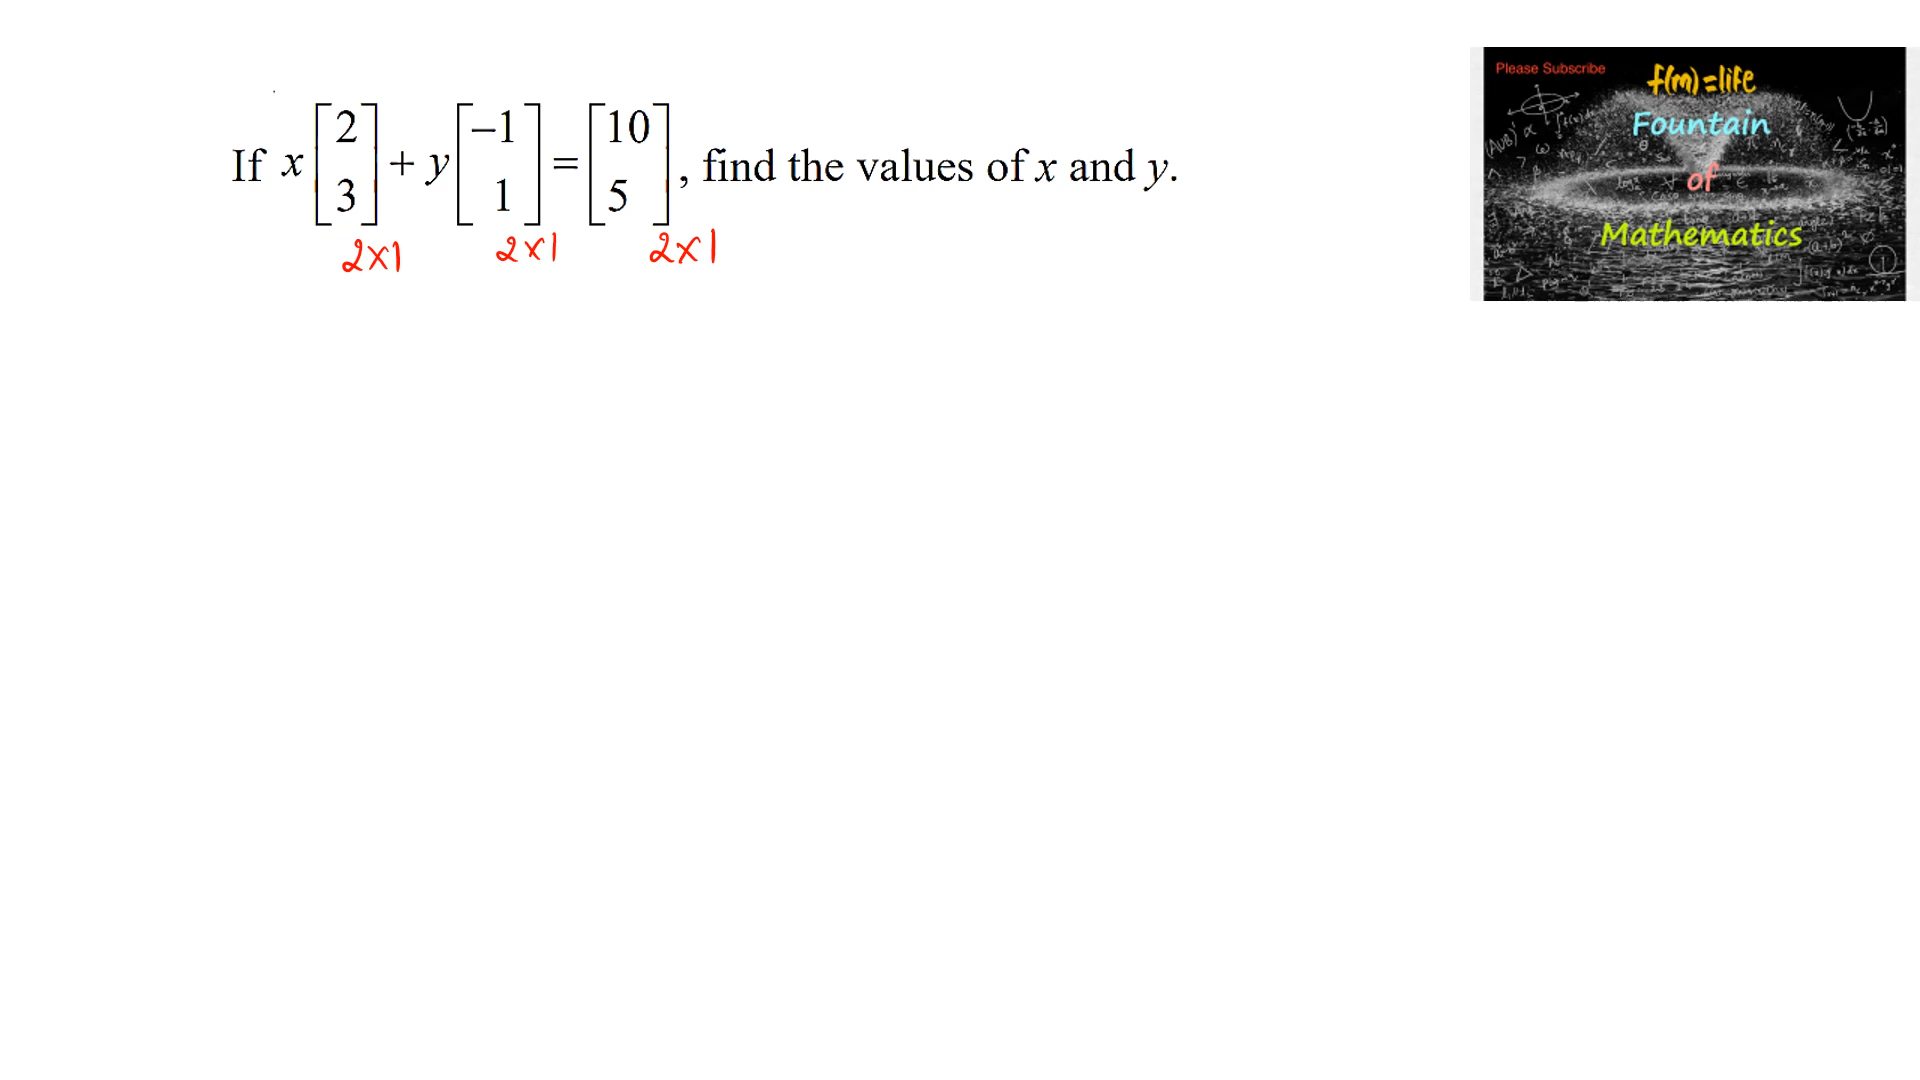 If x [2 3] + y [−1 1] = [10 5], find the values of x and y.
2×1 2×1 2×1
Please Subscribe
f(m)=life
Fountain
of
Mathematics